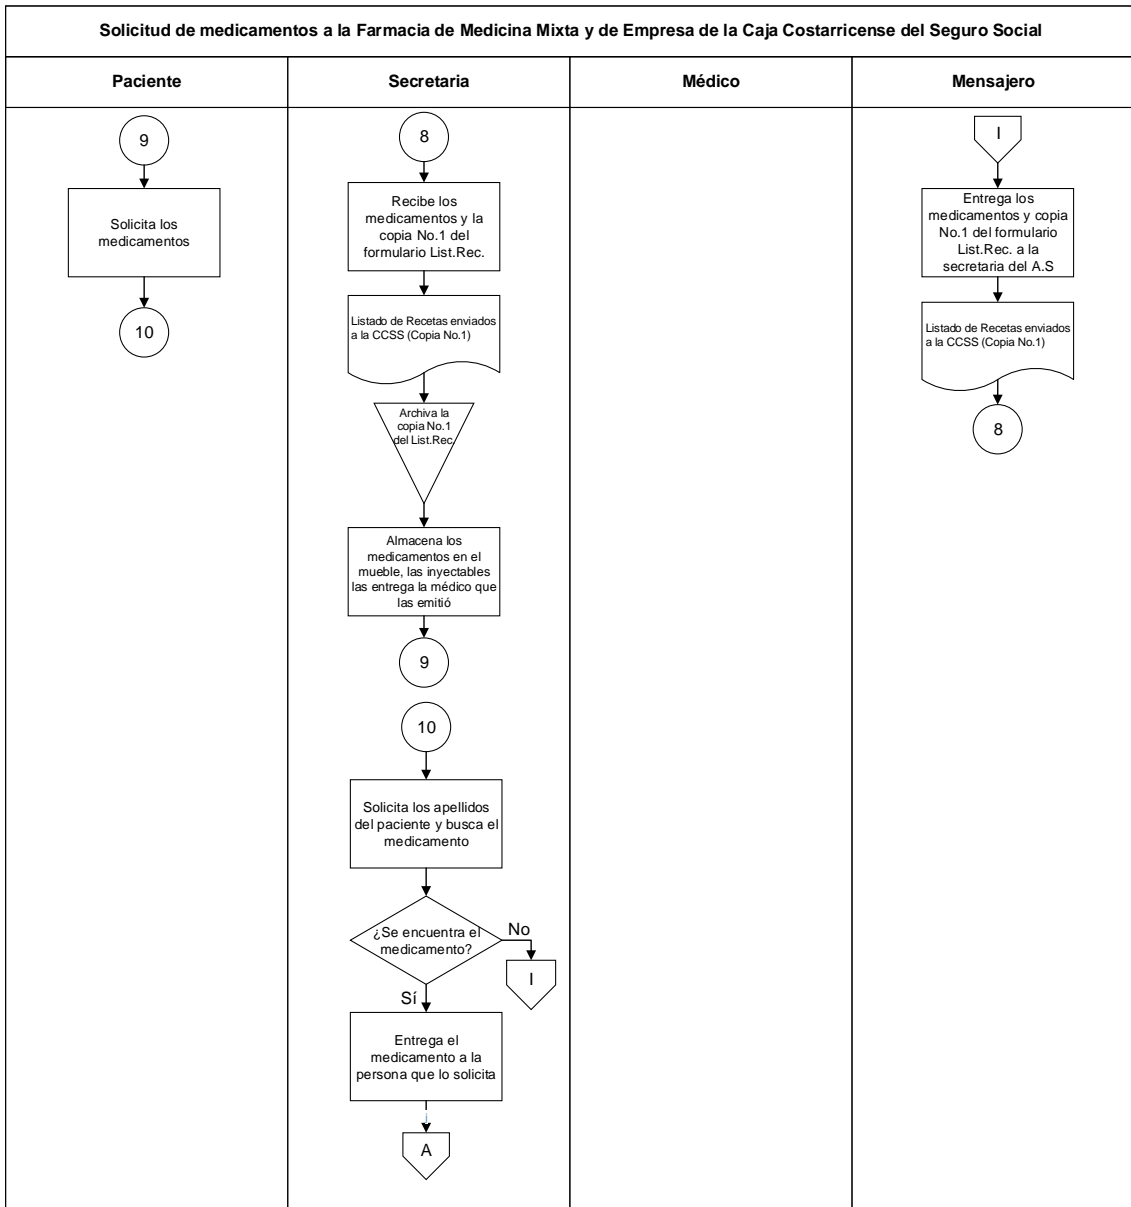 Solicitud de medicamentos a la Farmacia de Medicina Mixta y de Empresa de la Caja Costarricense del Seguro Social
Paciente
Secretaria
Médico
Mensajero
9
Solicita los
medicamentos
10
8
Recibe los
medicamentos y la
copia No.1 del
formulario List.Rec.
Listado de Recetas enviados
a la CCSS (Copia No.1)
Archiva la
copia No.1
del List.Rec.
Almacena los
medicamentos en el
mueble, las inyectables
las entrega la médico que
las emitió
9
10
Solicita los apellidos
del paciente y busca el
medicamento
¿Se encuentra el
medicamento?
No
I
Sí
Entrega el
medicamento a la
persona que lo solicita
A
I
Entrega los
medicamentos y copia
No.1 del formulario
List.Rec. a la
secretaria del A.S
Listado de Recetas enviados
a la CCSS (Copia No.1)
8